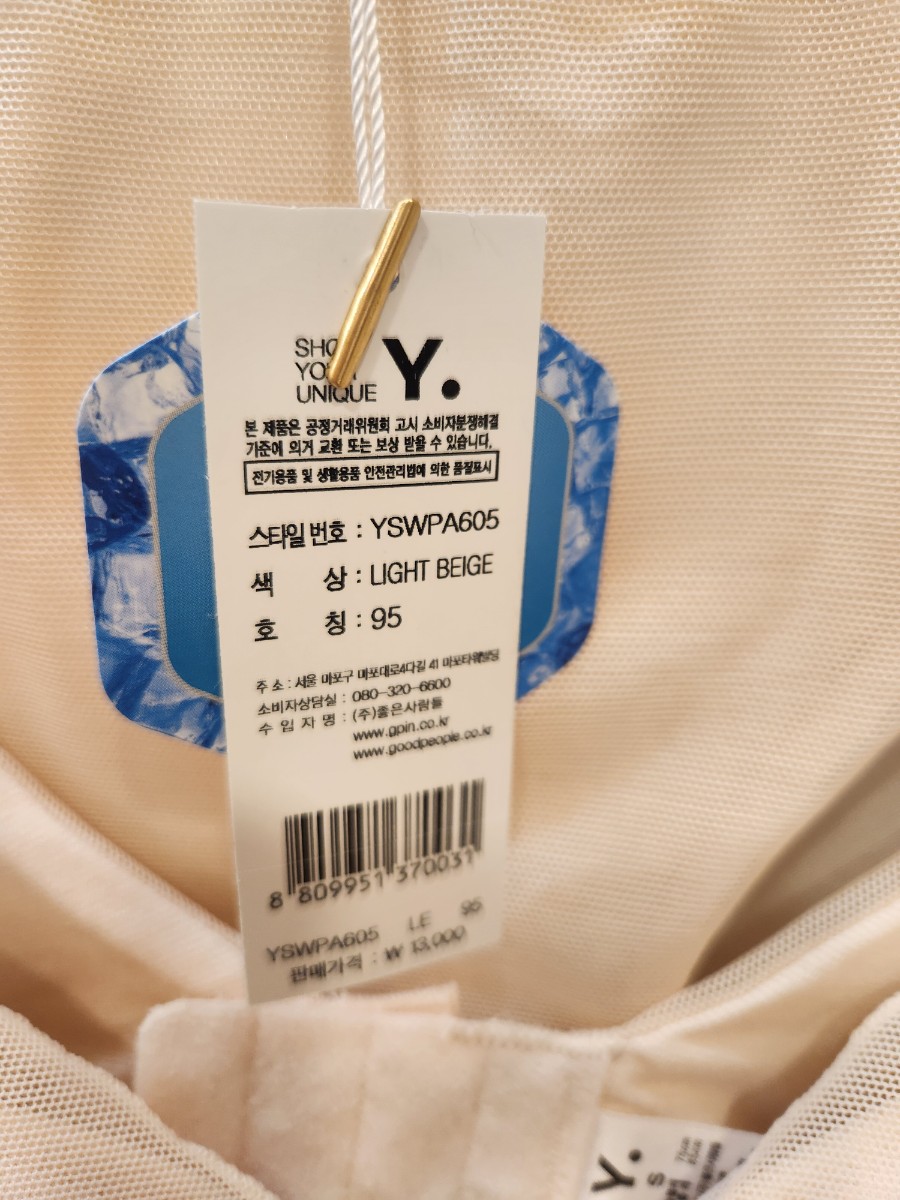 UNIQUE
Y.
본 제품은 공정거래위원회 고시 소비자분쟁해결
기준에 의거 교환 또는 보상 받을 수 있습니다.
전기용품 및 생활용품 안전관리법에 의한 품질표시
스타일번호 : YSWPA605
색 상 : LIGHT BEIGE
호 칭 : 95
주 소 : 서울 마포구 마포대로4다길 41 마포타워빌딩
소비자상담실 : 080-320-6600
수 입 자 명 : (주)좋은사람들
www.gpin.co.kr
www.goodpeople.co.kr
8 809951 370031
YSWPA605 LE 95
판매가격 : ₩ 13,000
Y.
S